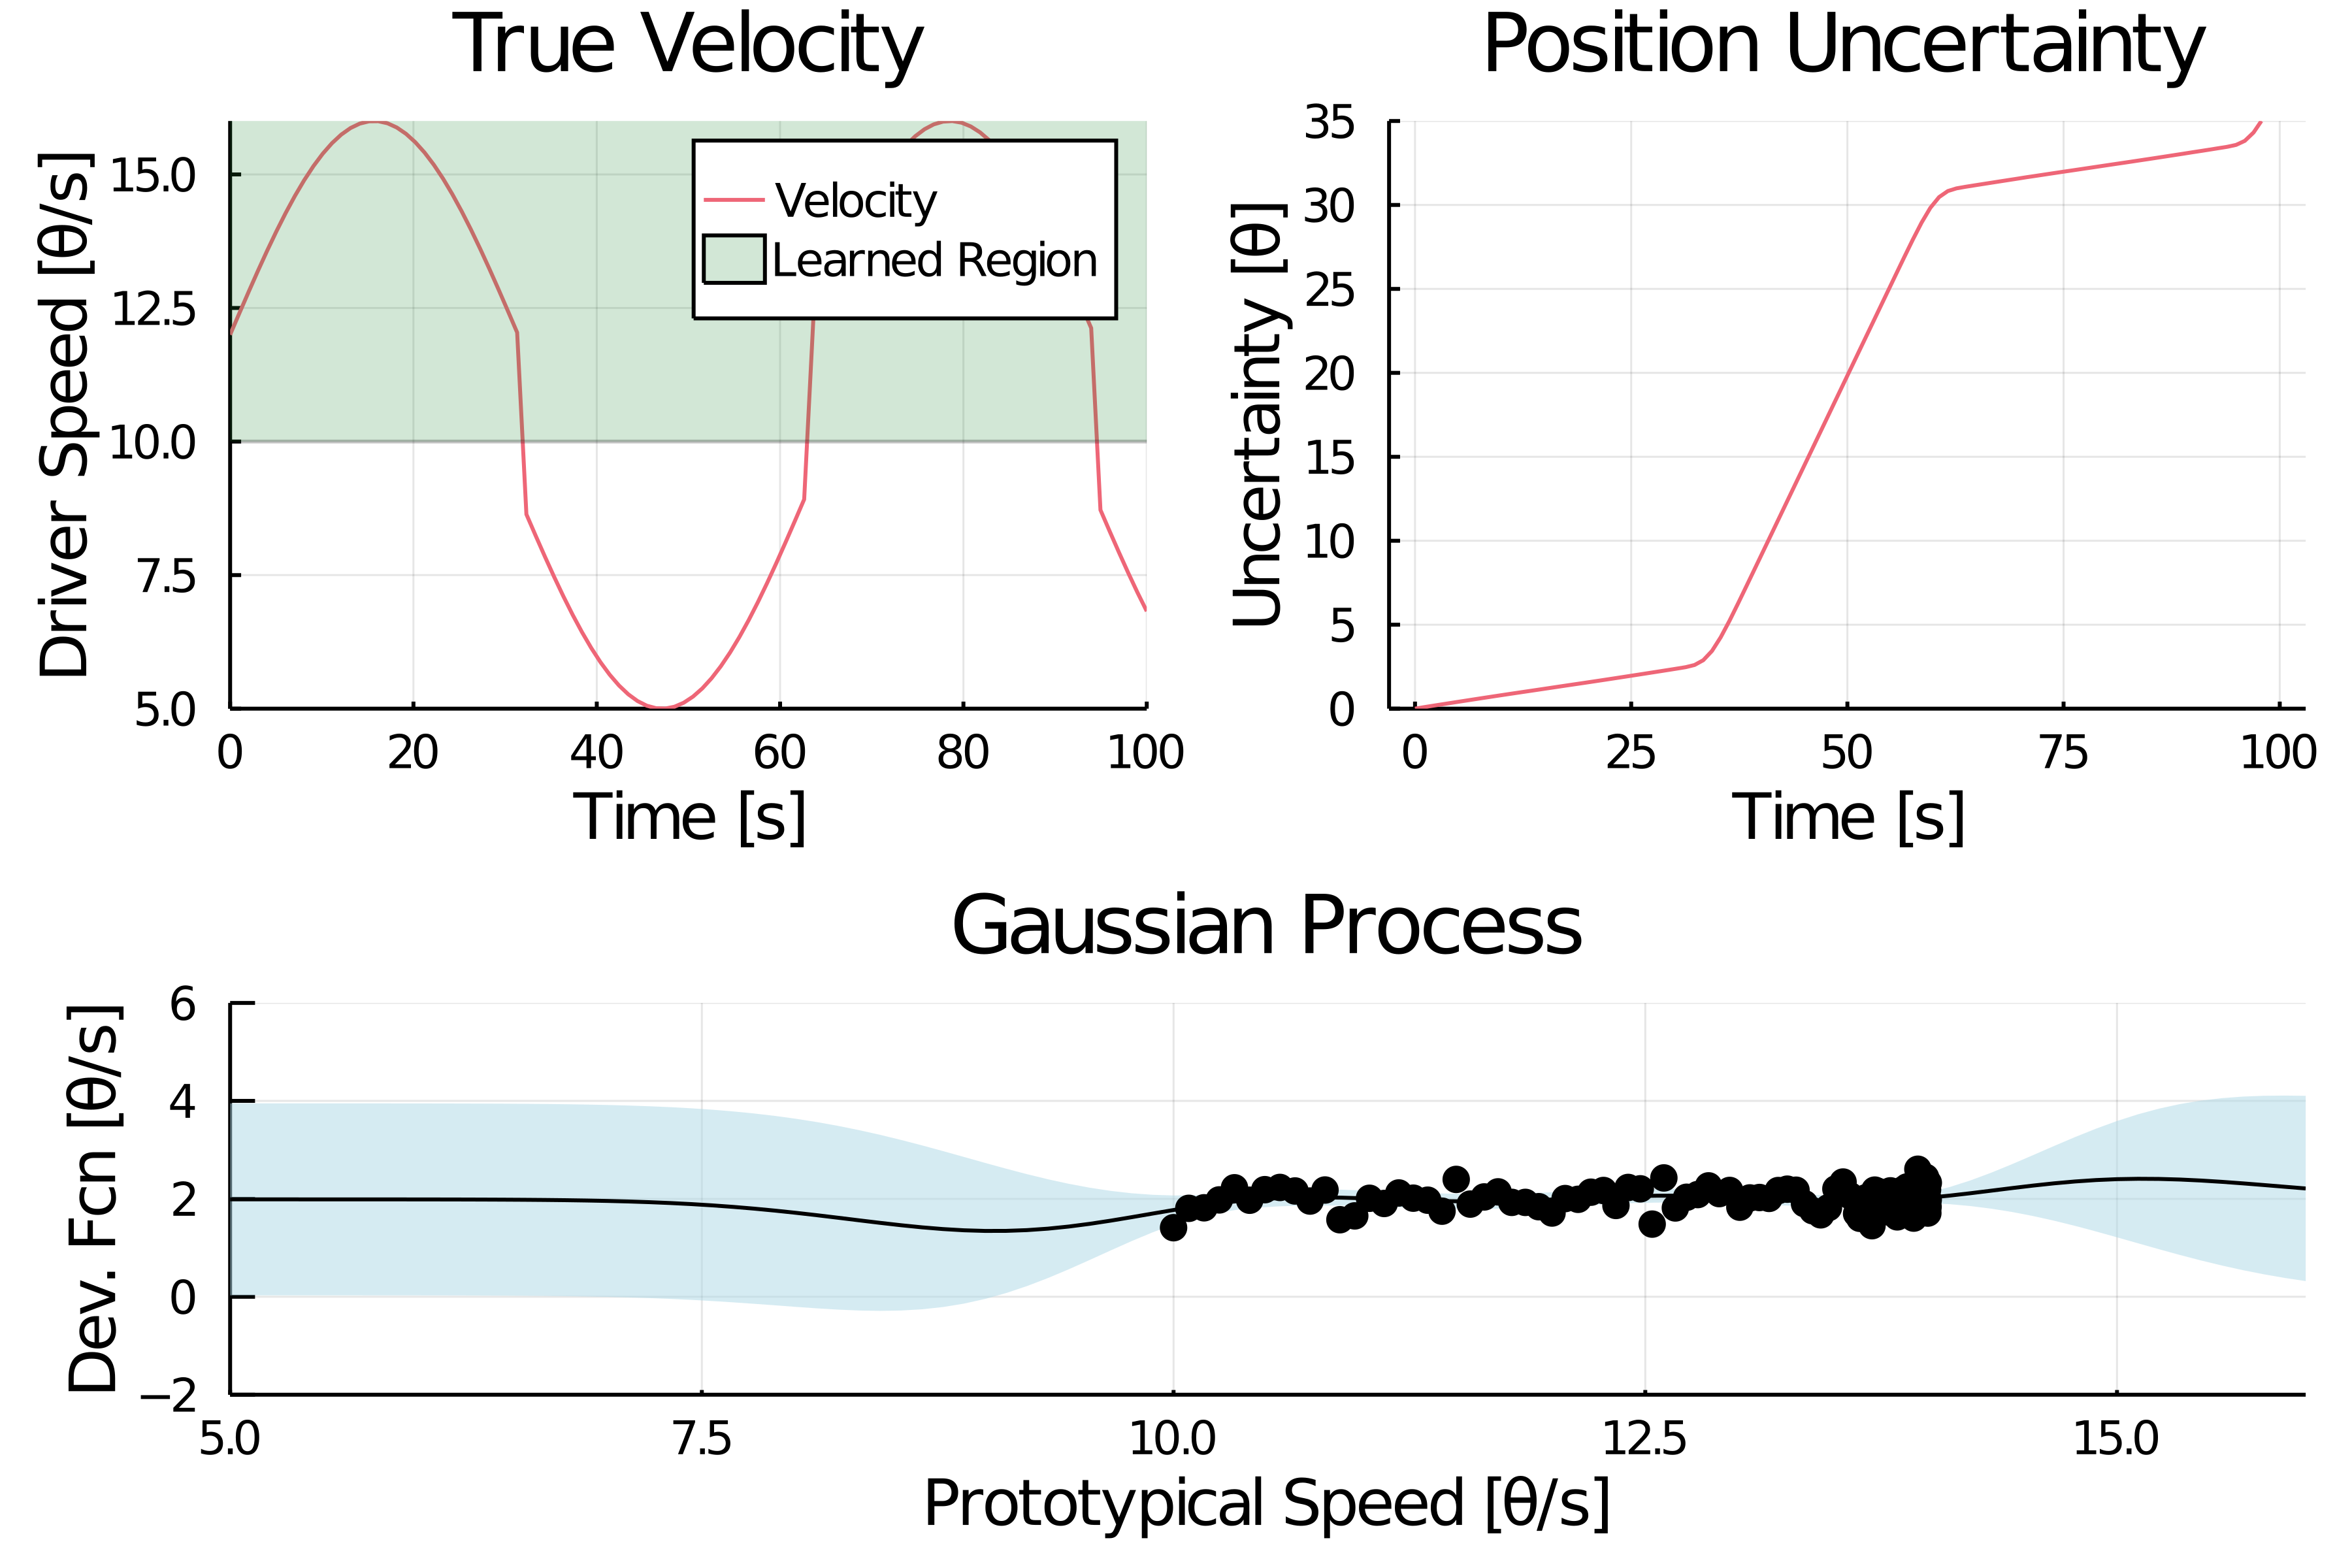 True Velocity
Position Uncertainty
Driver Speed [θ/s]
15.0
12.5
10.0
7.5
5.0
Velocity
Learned Region
0 20 40 60 80 100
Time [s]
Uncertainty [θ]
35
30
25
20
15
10
5
0
0 25 50 75 100
Time [s]
Gaussian Process
Dev. Fcn [θ/s]
6
4
2
0
−2
5.0 7.5 10.0 12.5 15.0
Prototypical Speed [θ/s]